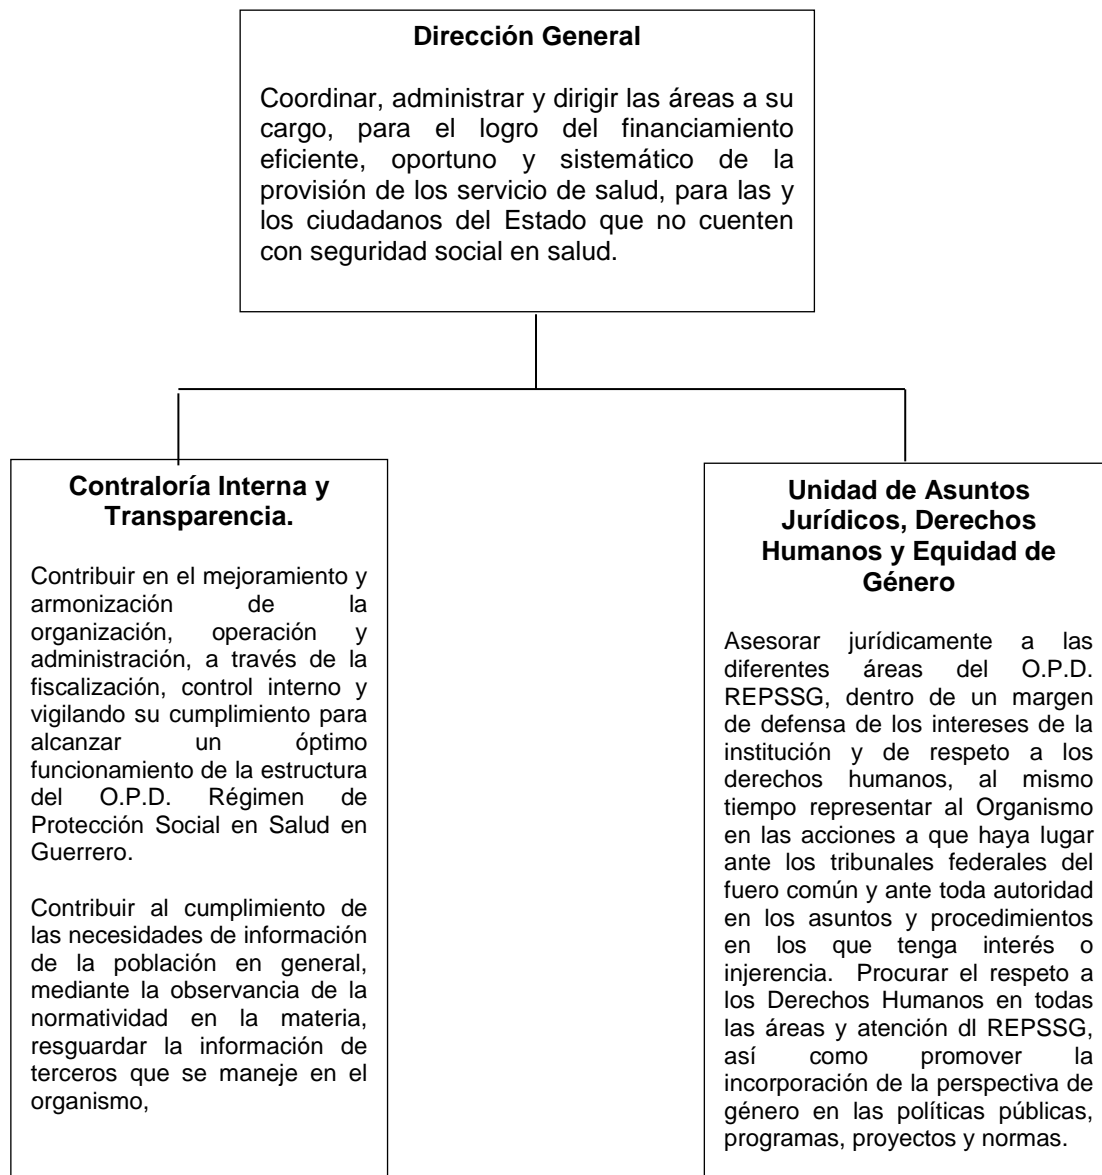 Dirección General
Coordinar, administrar y dirigir las áreas a su
cargo, para el logro del financiamiento
eficiente, oportuno y sistemático de la
provisión de los servicio de salud, para las y
los ciudadanos del Estado que no cuenten
con seguridad social en salud.
Contraloría Interna y
Transparencia.
Contribuir en el mejoramiento y
armonización de la
organización, operación y
administración, a través de la
fiscalización, control interno y
vigilando su cumplimiento para
alcanzar un óptimo
funcionamiento de la estructura
del O.P.D. Régimen de
Protección Social en Salud en
Guerrero.
Contribuir al cumplimiento de
las necesidades de información
de la población en general,
mediante la observancia de la
normatividad en la materia,
resguardar la información de
terceros que se maneje en el
organismo,
Unidad de Asuntos
Jurídicos, Derechos
Humanos y Equidad de
Género
Asesorar jurídicamente a las
diferentes áreas del O.P.D.
REPSSG, dentro de un margen
de defensa de los intereses de la
institución y de respeto a los
derechos humanos, al mismo
tiempo representar al Organismo
en las acciones a que haya lugar
ante los tribunales federales del
fuero común y ante toda autoridad
en los asuntos y procedimientos
en los que tenga interés o
injerencia. Procurar el respeto a
los Derechos Humanos en todas
las áreas y atención dl REPSSG,
así como promover la
incorporación de la perspectiva de
género en las políticas públicas,
programas, proyectos y normas.